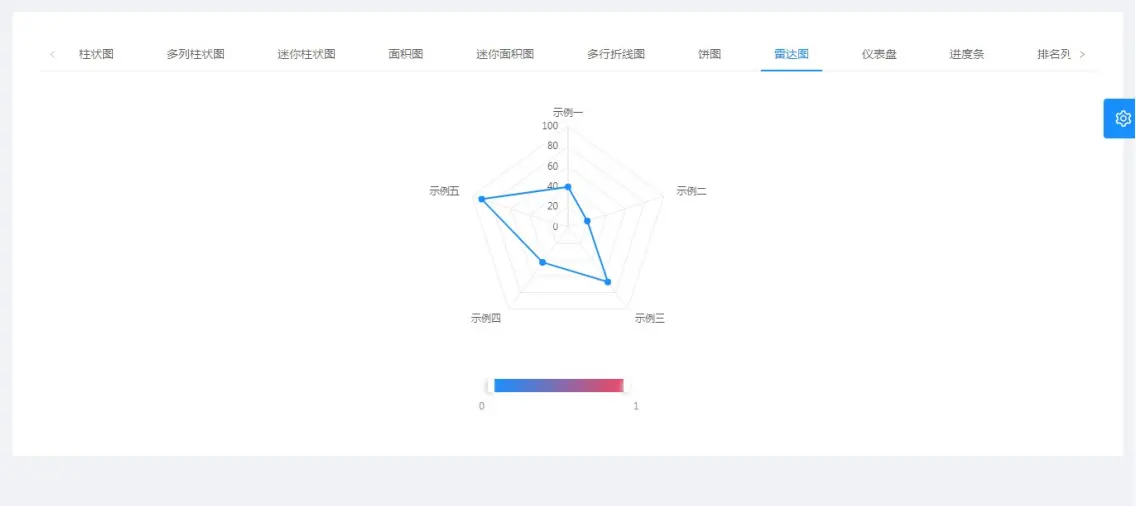 < 柱状图 多列柱状图 迷你柱状图 面积图 迷你面积图 多行折线图 饼图 雷达图 仪表盘 进度条 排名列 >
示例一
100
80
60
40
20
0
示例五
示例二
示例四
示例三
0 1